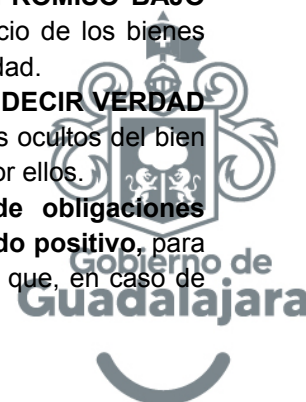 ROMISO BAJO
cio de los bienes
dad.
DECIR VERDAD
s ocultos del bien
or ellos.
de obligaciones
do positivo, para
que, en caso de
Gobierno de
Guadalajara